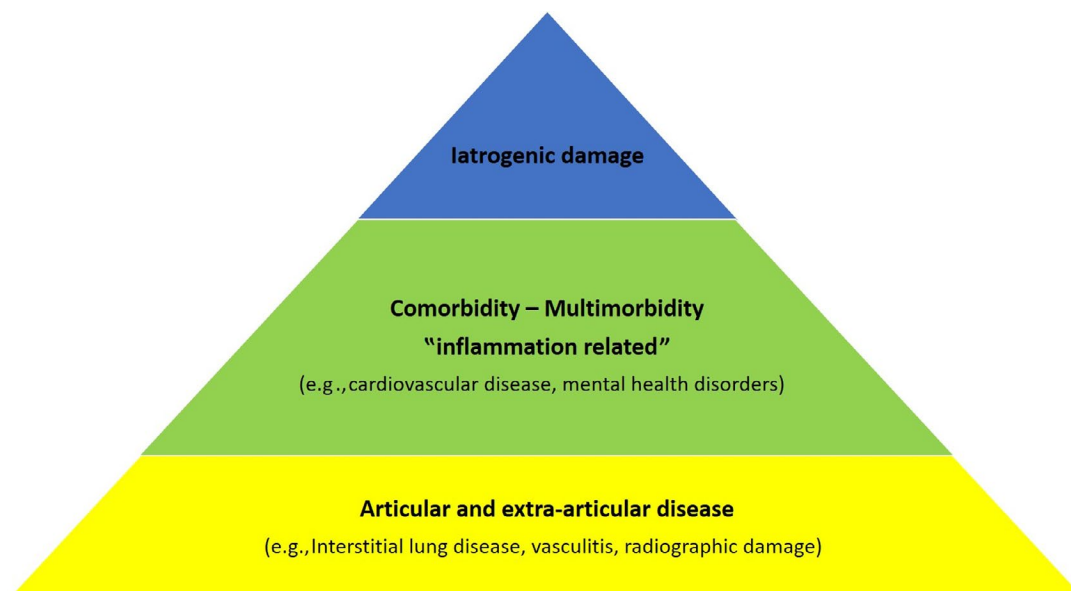 Iatrogenic damage
Comorbidity – Multimorbidity
‟inflammation related”
(e.g.,cardiovascular disease, mental health disorders)
Articular and extra-articular disease
(e.g.,Interstitial lung disease, vasculitis, radiographic damage)